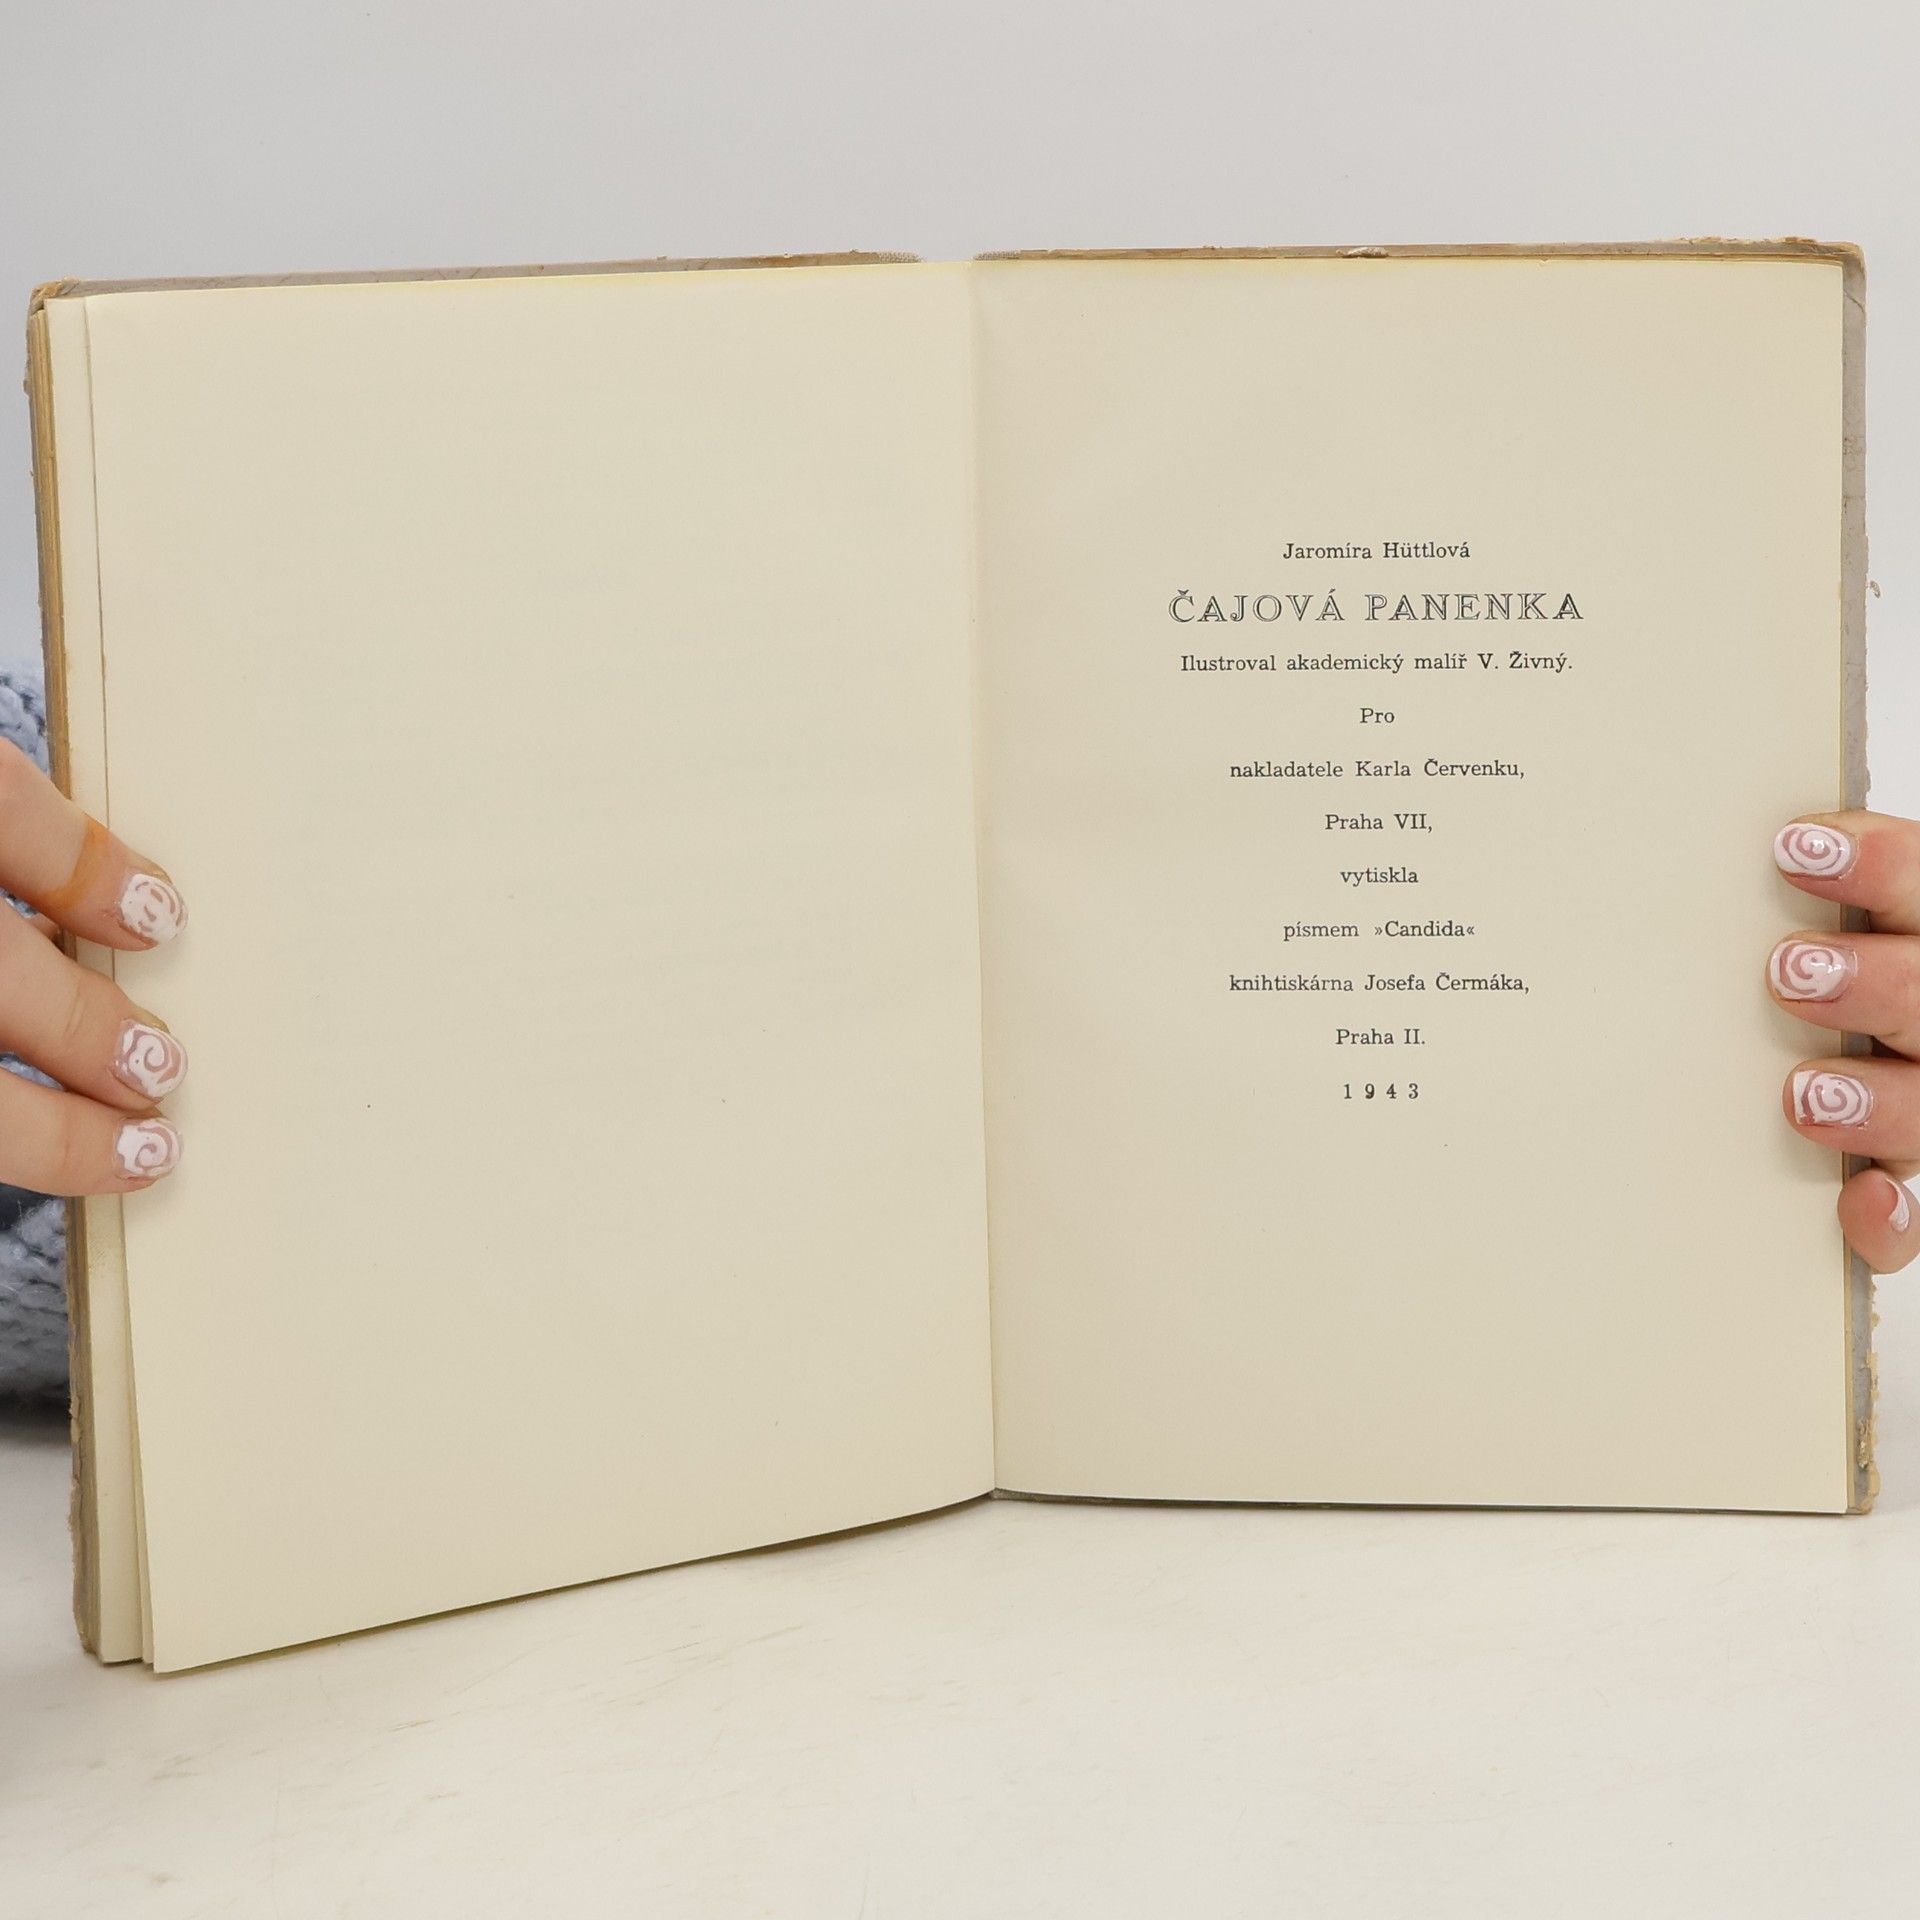 Jaromíra Hüttlová
ČAJOVÁ PANENKA
Ilustroval akademický malíř V. Živný.
Pro
nakladatele Karla Červenku,
Praha VII,
vytiskla
písmem »Candida«
knihtiskárna Josefa Čermáka,
Praha II.
1943